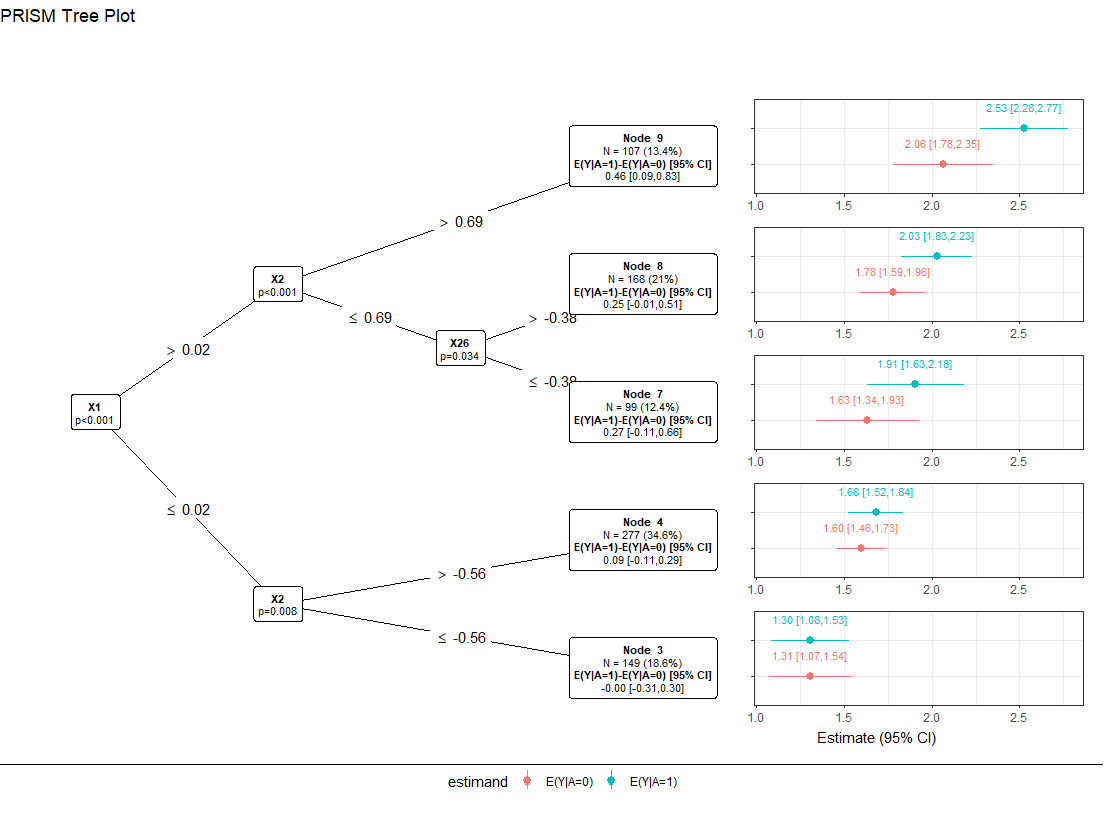 PRISM Tree Plot
Node 9
N = 107 (13.4%)
E(Y|A=1)-E(Y|A=0) [95% CI]
0.46 [0.09,0.83]
2.53 [2.28,2.77]
2.06 [1.78,2.35]
1.0 1.5 2.0 2.5
> 0.69
X2
p<0.001
≤ 0.69
Node 8
N = 168 (21%)
E(Y|A=1)-E(Y|A=0) [95% CI]
0.25 [-0.01,0.51]
2.03 [1.83,2.23]
1.78 [1.59,1.96]
1.0 1.5 2.0 2.5
> -0.38
X26
p=0.034
≤ -0.38
> 0.02
X1
p<0.001
≤ 0.02
Node 7
N = 99 (12.4%)
E(Y|A=1)-E(Y|A=0) [95% CI]
0.27 [-0.11,0.66]
1.91 [1.63,2.18]
1.63 [1.34,1.93]
1.0 1.5 2.0 2.5
Node 4
N = 277 (34.6%)
E(Y|A=1)-E(Y|A=0) [95% CI]
0.09 [-0.11,0.29]
1.68 [1.52,1.84]
1.60 [1.46,1.73]
1.0 1.5 2.0 2.5
> -0.56
X2
p=0.008
≤ -0.56
Node 3
N = 149 (18.6%)
E(Y|A=1)-E(Y|A=0) [95% CI]
-0.00 [-0.31,0.30]
1.30 [1.08,1.53]
1.31 [1.07,1.54]
1.0 1.5 2.0 2.5
Estimate (95% CI)
estimand E(Y|A=0) E(Y|A=1)